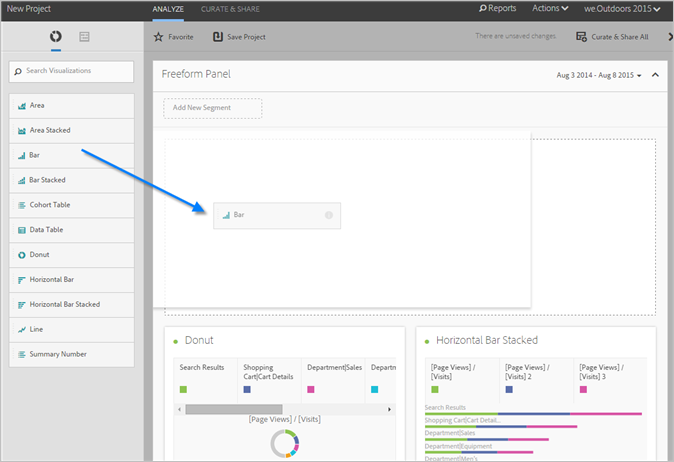 New Project
ANALYZE
CURATE & SHARE
Reports
Actions
we.Outdoors 2015
Favorite
Save Project
There are unsaved changes.
Curate & Share All
Search Visualizations
Area
Area Stacked
Bar
Bar Stacked
Cohort Table
Data Table
Donut
Horizontal Bar
Horizontal Bar Stacked
Line
Summary Number
Freeform Panel
Aug 3 2014 - Aug 8 2015
Add New Segment
Bar
Donut
Search Results
Shopping
Cart|Cart Details
Department|Sales
Departm
[Page Views] / [Visits]
Horizontal Bar Stacked
[Page Views] /
[Visits]
[Page Views] /
[Visits] 2
[Page Views] /
[Visits] 3
Search Results
Shopping Cart|Cart Detail...
Department|Sales
Department|Equipment
Department|Men's